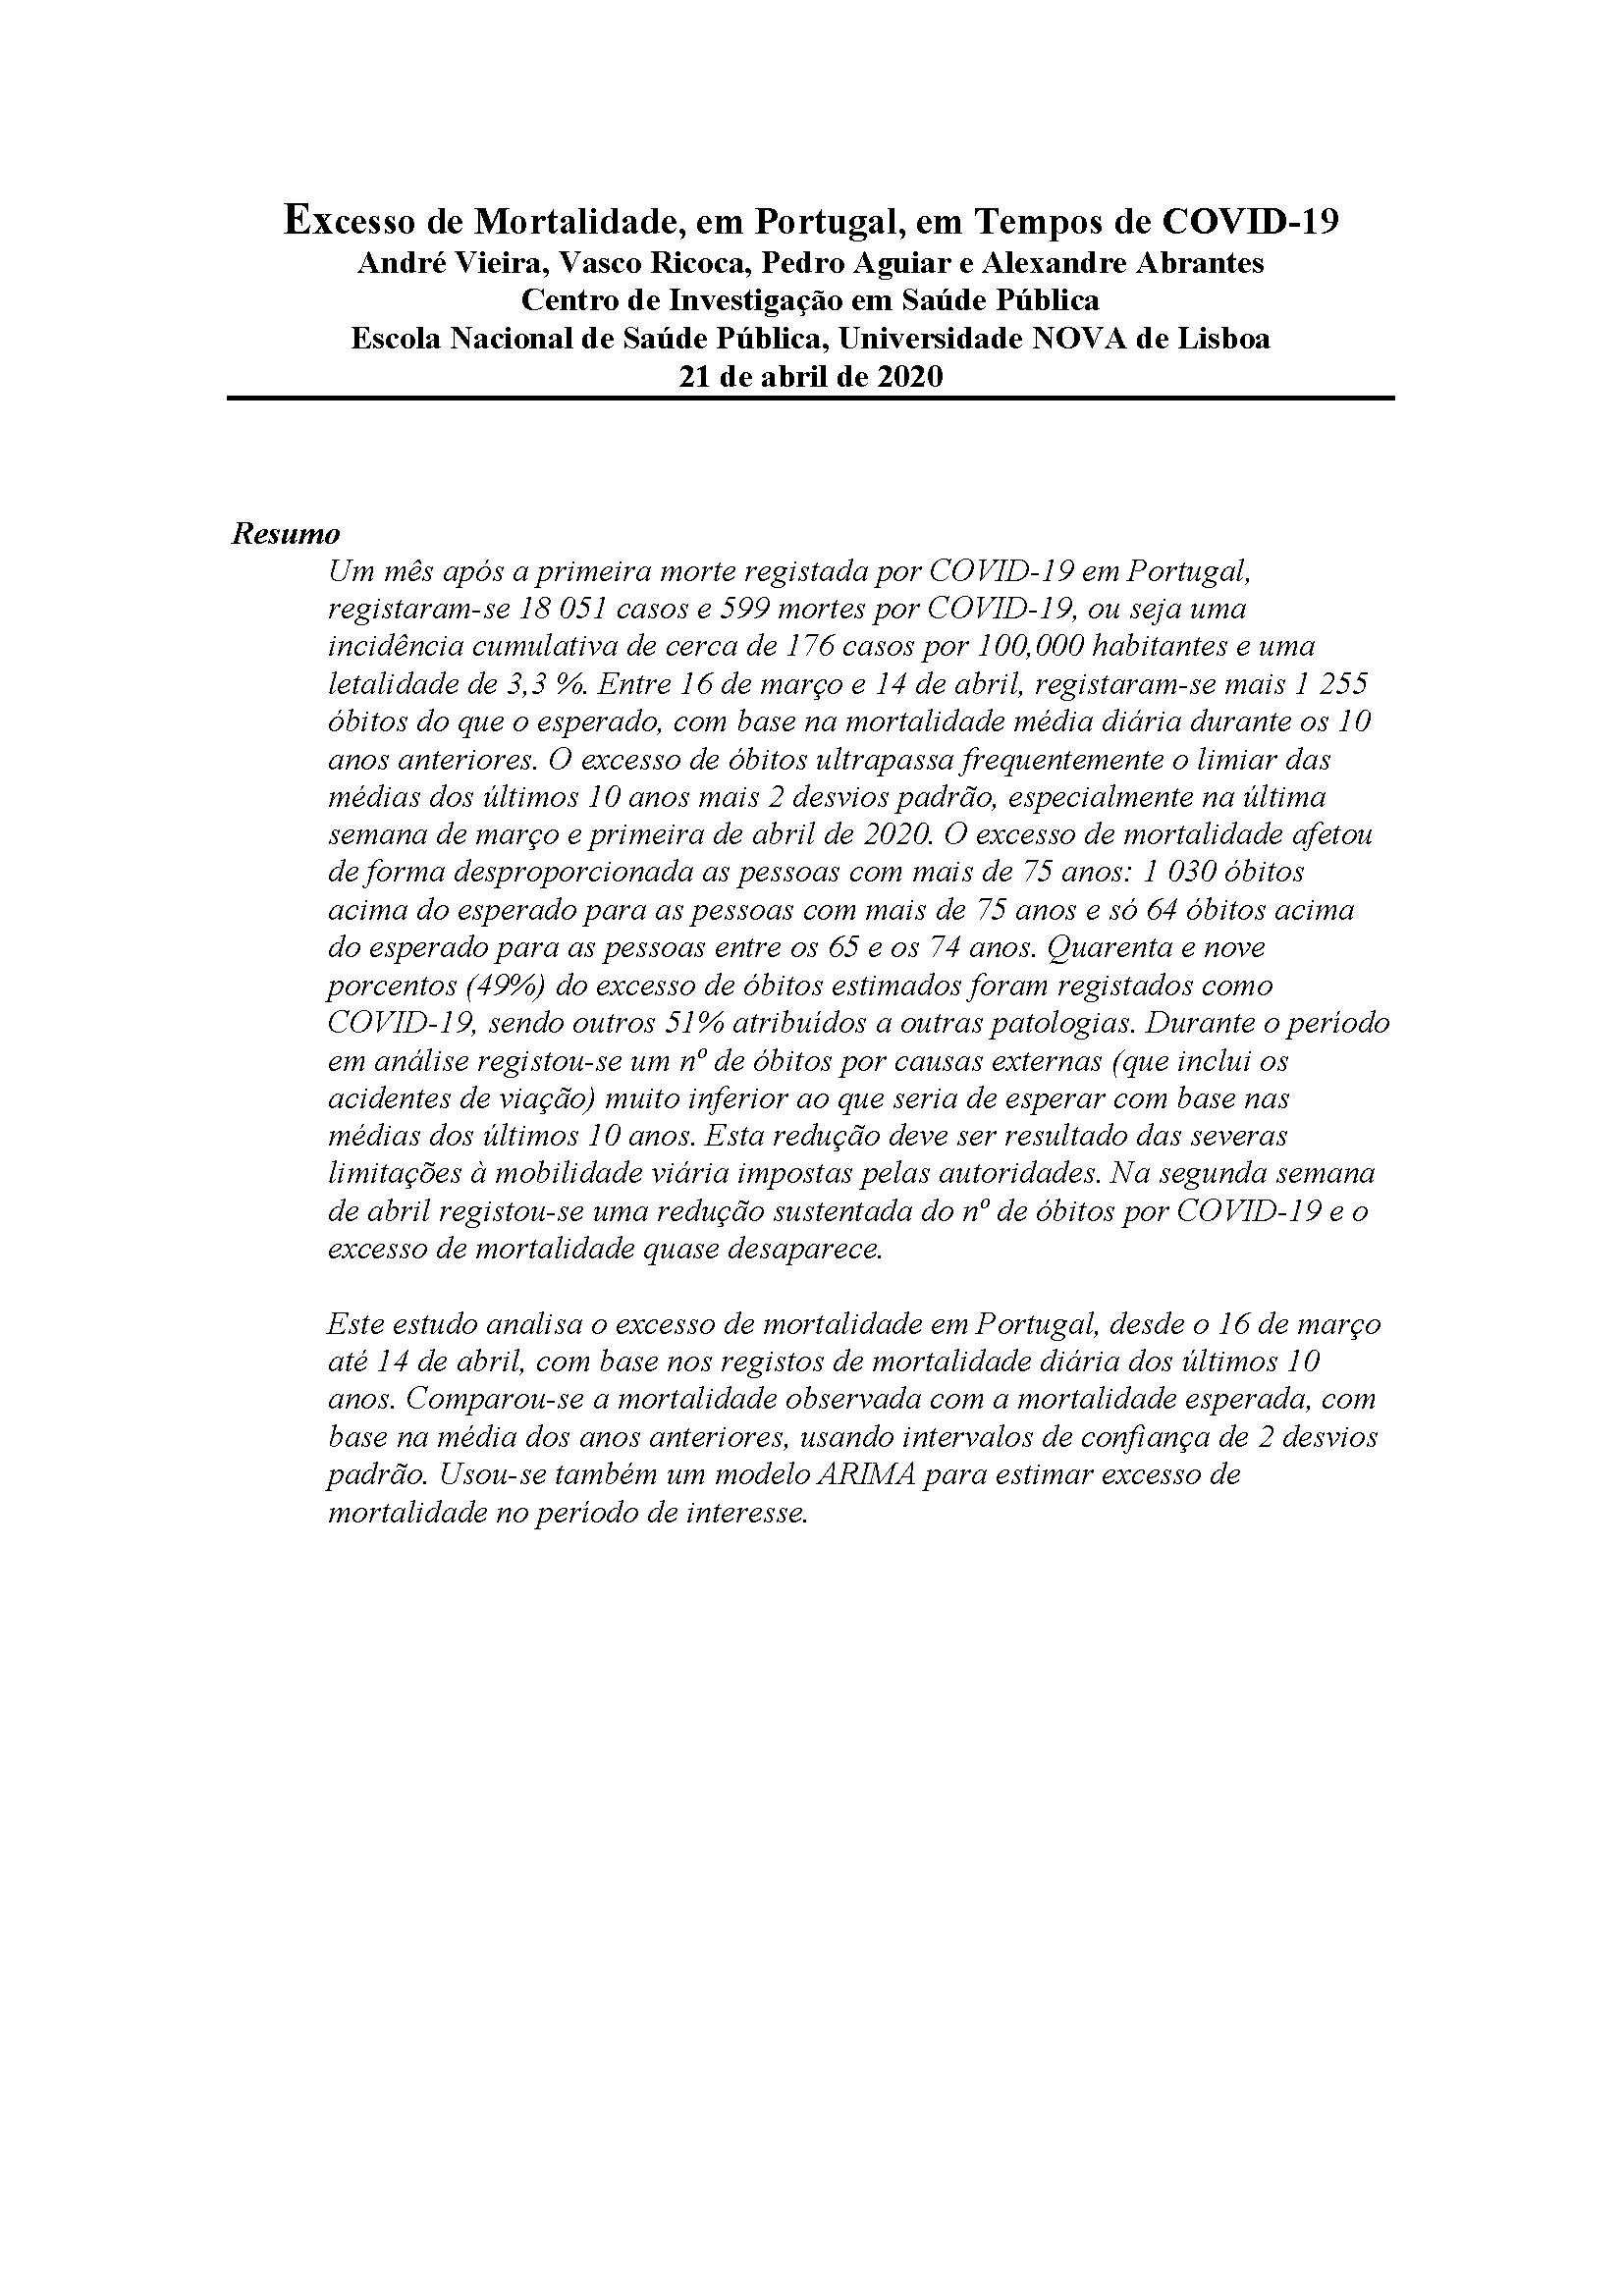 Excesso de Mortalidade, em Portugal, em Tempos de COVID-19
André Vieira, Vasco Ricoca, Pedro Aguiar e Alexandre Abrantes
Centro de Investigação em Saúde Pública
Escola Nacional de Saúde Pública, Universidade NOVA de Lisboa
21 de abril de 2020
Resumo
Um mês após a primeira morte registada por COVID-19 em Portugal,
registaram-se 18 051 casos e 599 mortes por COVID-19, ou seja uma
incidência cumulativa de cerca de 176 casos por 100,000 habitantes e uma
letalidade de 3,3 %. Entre 16 de março e 14 de abril, registaram-se mais 1 255
óbitos do que o esperado, com base na mortalidade média diária durante os 10
anos anteriores. O excesso de óbitos ultrapassa frequentemente o limiar das
médias dos últimos 10 anos mais 2 desvios padrão, especialmente na última
semana de março e primeira de abril de 2020. O excesso de mortalidade afetou
de forma desproporcionada as pessoas com mais de 75 anos: 1 030 óbitos
acima do esperado para as pessoas com mais de 75 anos e só 64 óbitos acima
do esperado para as pessoas entre os 65 e os 74 anos. Quarenta e nove
porcentos (49%) do excesso de óbitos estimados foram registados como
COVID-19, sendo outros 51% atribuídos a outras patologias. Durante o período
em análise registou-se um nº de óbitos por causas externas (que inclui os
acidentes de viação) muito inferior ao que seria de esperar com base nas
médias dos últimos 10 anos. Esta redução deve ser resultado das severas
limitações à mobilidade viária impostas pelas autoridades. Na segunda semana
de abril registou-se uma redução sustentada do nº de óbitos por COVID-19 e o
excesso de mortalidade quase desaparece.
Este estudo analisa o excesso de mortalidade em Portugal, desde o 16 de março
até 14 de abril, com base nos registos de mortalidade diária dos últimos 10
anos. Comparou-se a mortalidade observada com a mortalidade esperada, com
base na média dos anos anteriores, usando intervalos de confiança de 2 desvios
padrão. Usou-se também um modelo ARIMA para estimar excesso de
mortalidade no período de interesse.